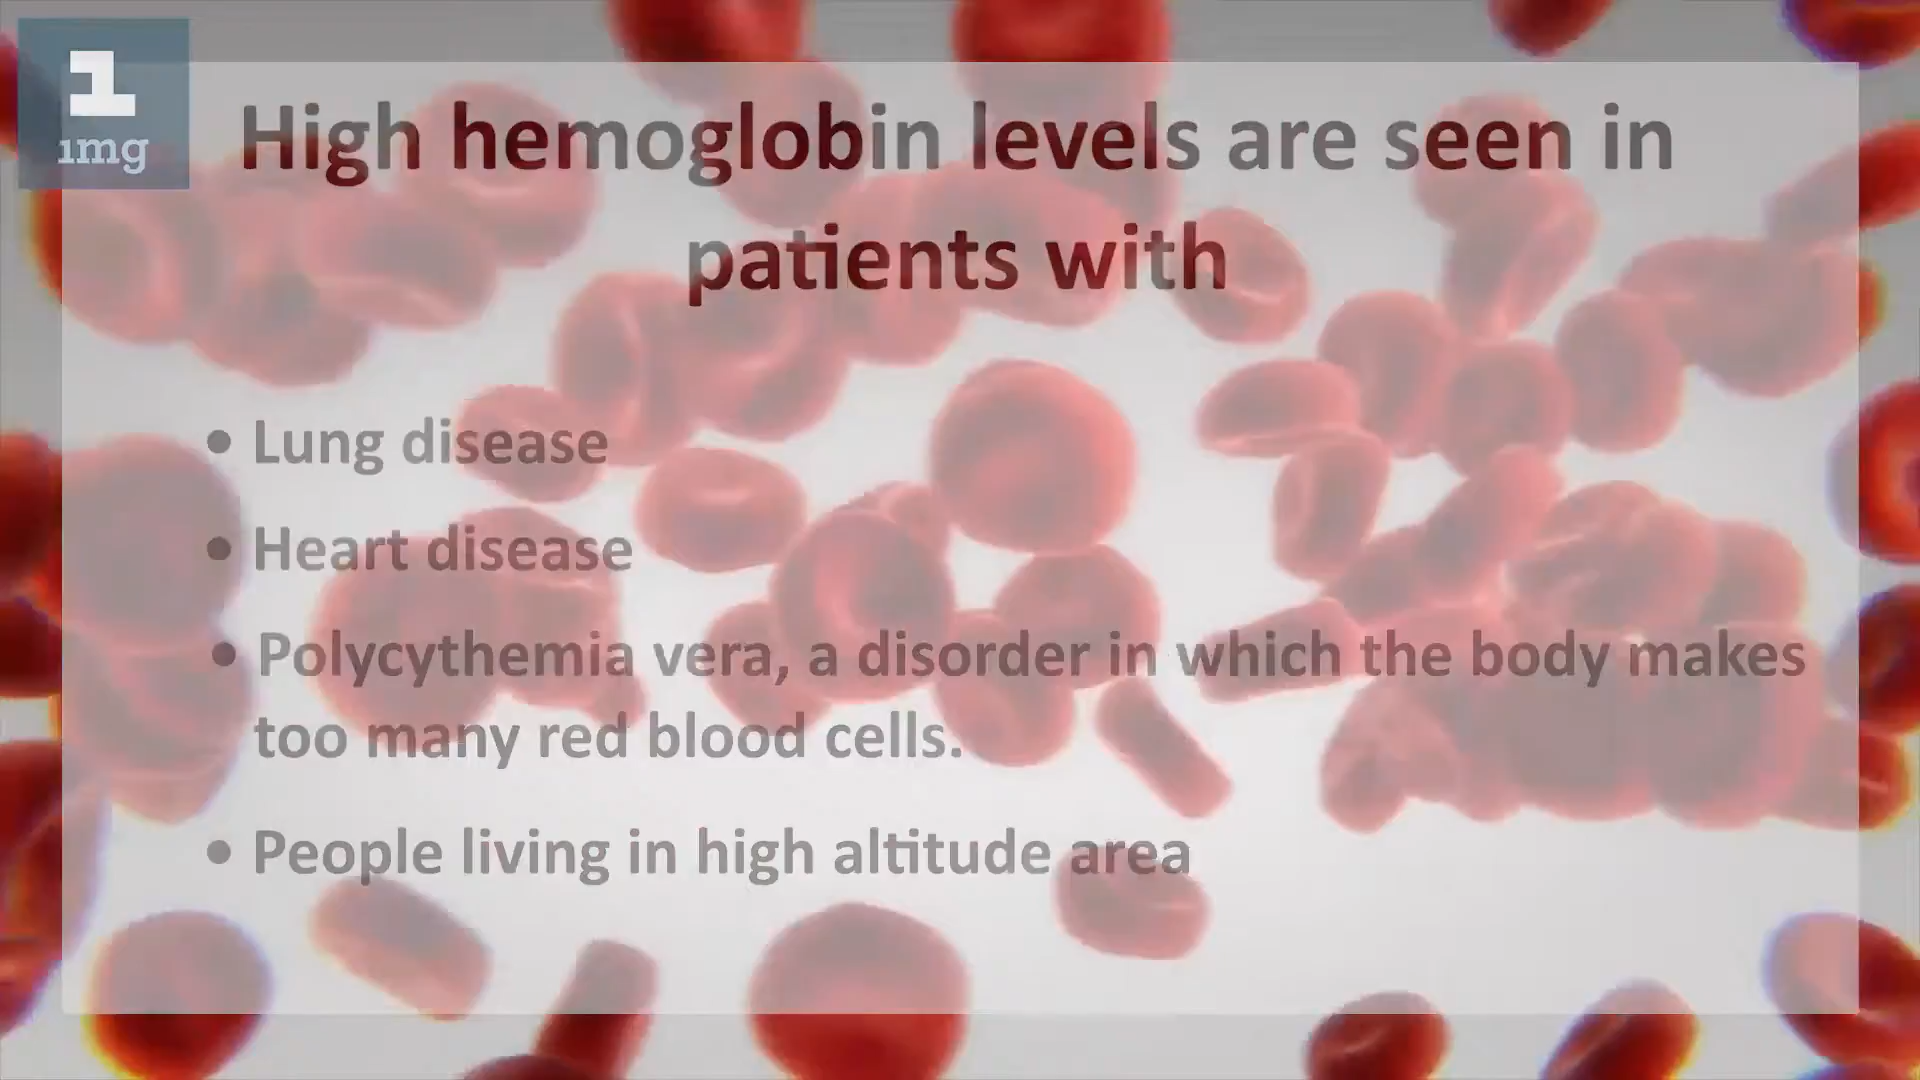 1
1mg
High hemoglobin levels are seen in
patients with
• Lung disease
• Heart disease
• Polycythemia vera, a disorder in which the body makes
too many red blood cells.
• People living in high altitude area